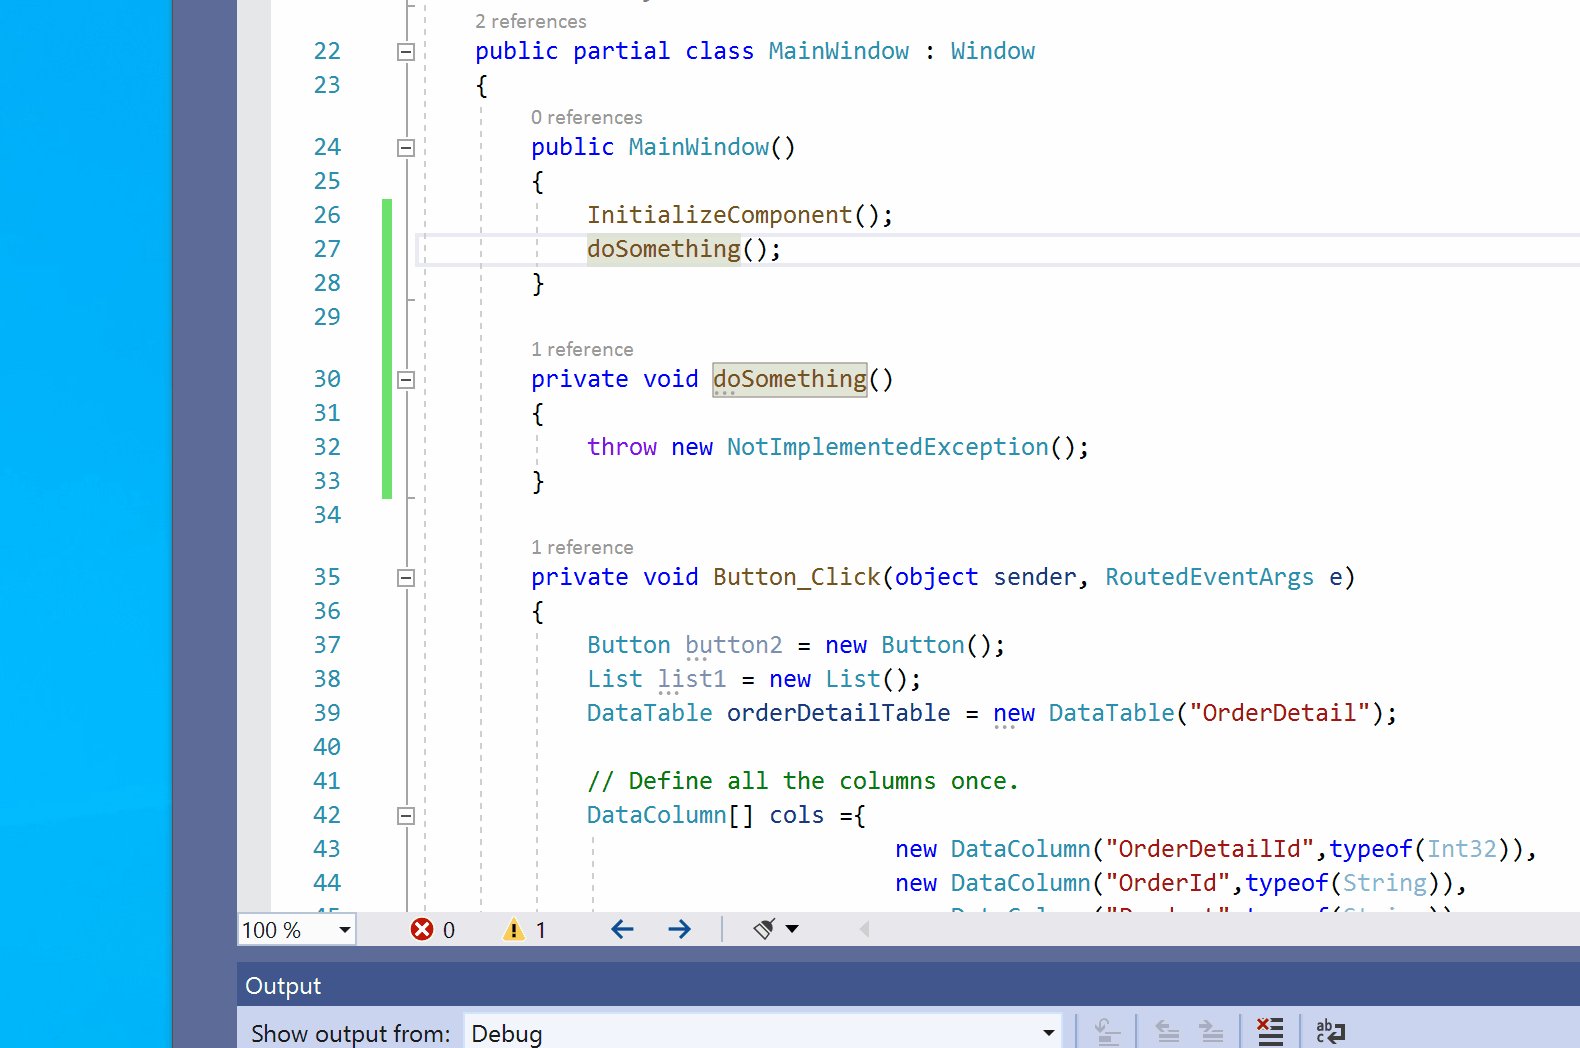 2 references
22 public partial class MainWindow : Window
23 {
0 references
24 public MainWindow()
25 {
26 InitializeComponent();
27 doSomething();
28 }
29
1 reference
30 private void doSomething()
31 {
32 throw new NotImplementedException();
33 }
34
1 reference
35 private void Button_Click(object sender, RoutedEventArgs e)
36 {
37 Button button2 = new Button();
38 List list1 = new List();
39 DataTable orderDetailTable = new DataTable("OrderDetail");
40
41 // Define all the columns once.
42 DataColumn[] cols ={
43 new DataColumn("OrderDetailId",typeof(Int32)),
44 new DataColumn("OrderId",typeof(String)),
100 % 0 1
Output
Show output from: Debug